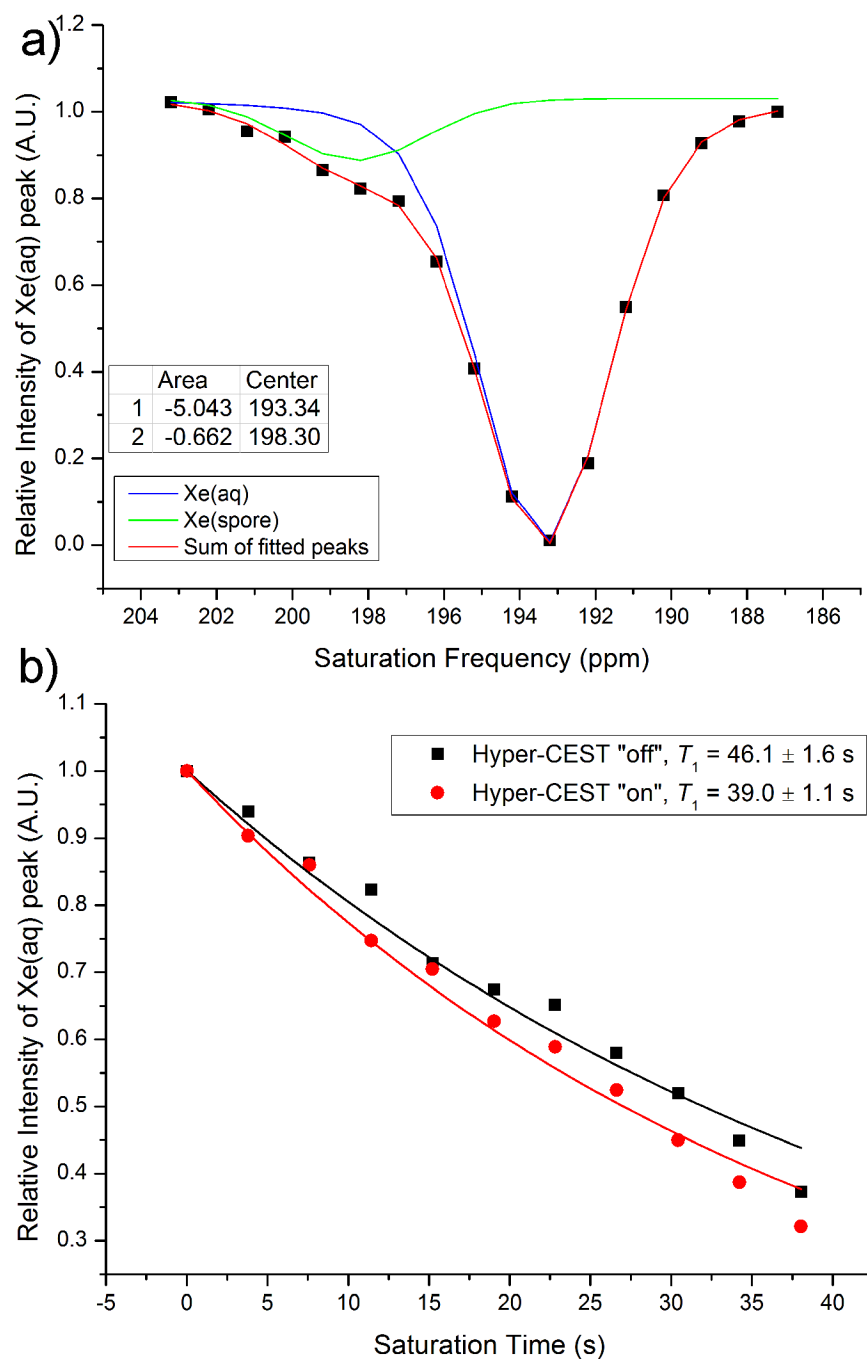 a)
Relative Intensity of Xe(aq) peak (A.U.)
1.2
1.0
0.8
0.6
0.4
0.2
0.0
Area Center
1 -5.043 193.34
2 -0.662 198.30
Xe(aq)
Xe(spore)
Sum of fitted peaks
204 202 200 198 196 194 192 190 188 186
Saturation Frequency (ppm)
b)
Relative Intensity of Xe(aq) peak (A.U.)
1.1
1.0
0.9
0.8
0.7
0.6
0.5
0.4
0.3
Hyper-CEST "off", T1 = 46.1 ± 1.6 s
Hyper-CEST "on", T1 = 39.0 ± 1.1 s
-5 0 5 10 15 20 25 30 35 40
Saturation Time (s)